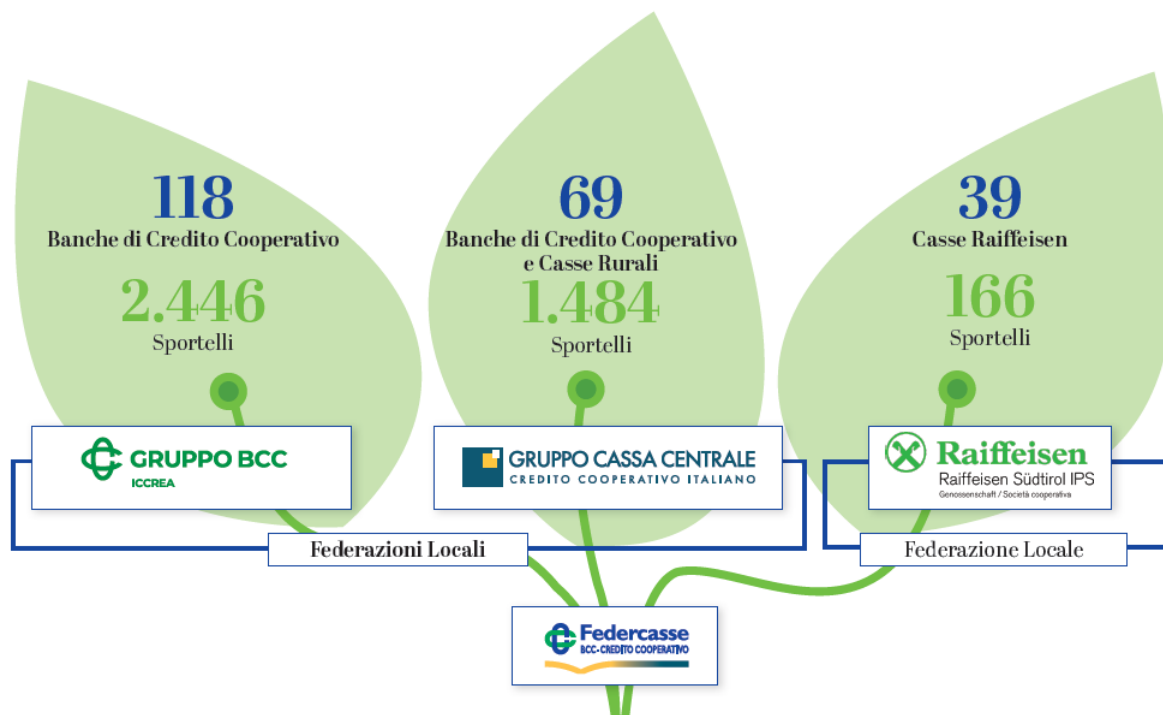 118
Banche di Credito Cooperativo
2.446
Sportelli
69
Banche di Credito Cooperativo
e Casse Rurali
1.484
Sportelli
39
Casse Raiffeisen
166
Sportelli
GRUPPO BCC
ICCREA
GRUPPO CASSA CENTRALE
CREDITO COOPERATIVO ITALIANO
Raiffeisen
Raiffeisen Südtirol IPS
Genossenschaft / Società cooperativa
Federazioni Locali
Federazione Locale
Federcasse
BCC-CREDITO COOPERATIVO